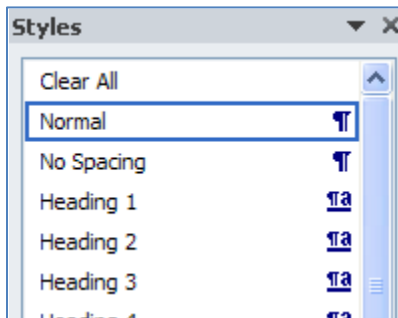 Styles
Clear All
Normal ¶
No Spacing ¶
Heading 1 ¶a
Heading 2 ¶a
Heading 3 ¶a